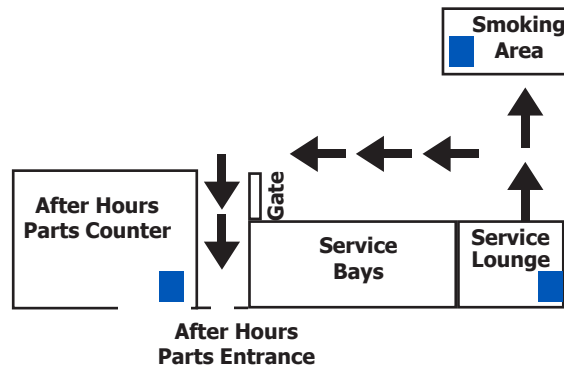 Smoking
Area
After Hours
Parts Counter
Gate
Service
Bays
Service
Lounge
After Hours
Parts Entrance